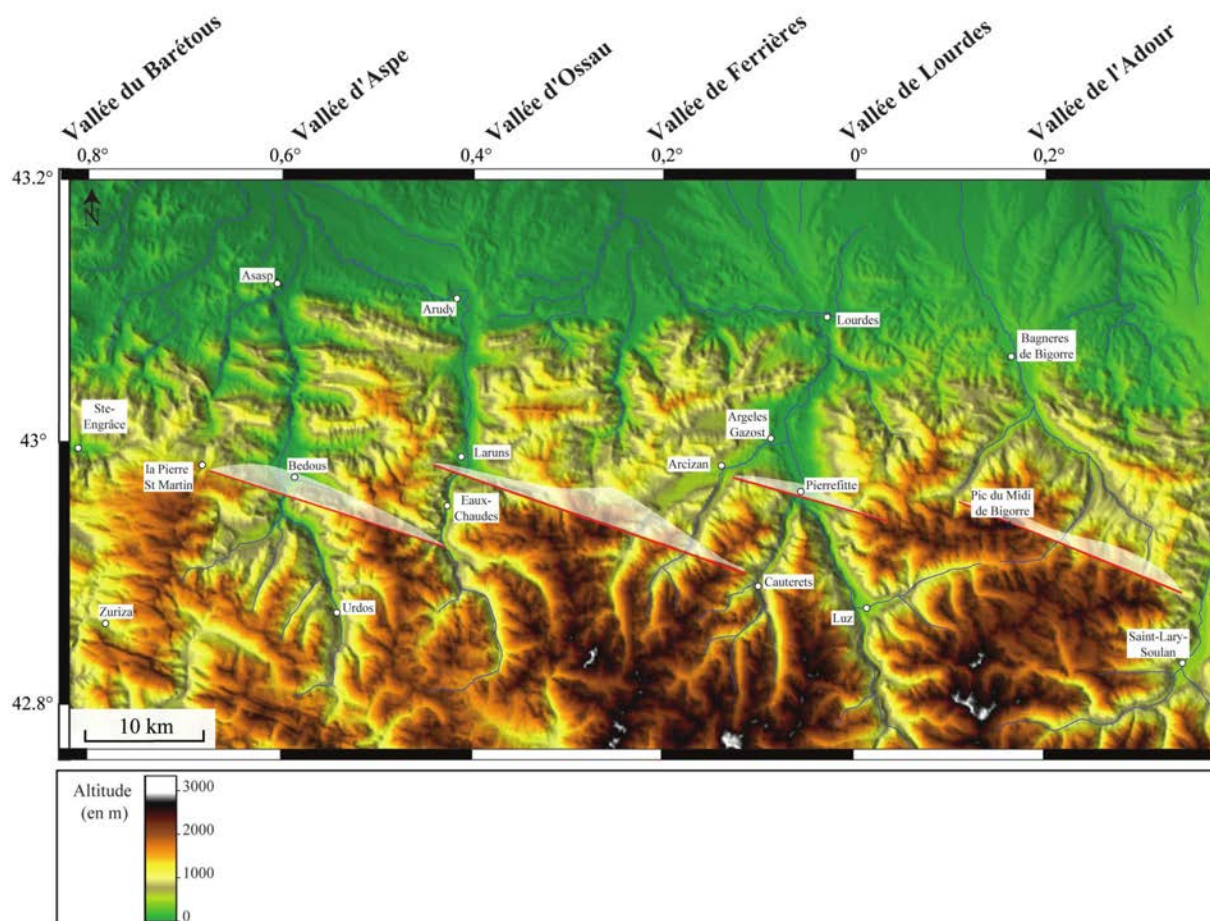 Vallée du Barétous
Vallée d'Aspe
Vallée d'Ossau
Vallée de Ferrières
Vallée de Lourdes
Vallée de l'Adour
0,8°
0,6°
0,4°
0,2°
0°
0,2°
43.2°
N
Asasp
Arudy
Lourdes
Bagneres
de Bigorre
Ste-
Engrâce
43°
Argeles
Gazost
la Pierre
St Martin
Bedous
Laruns
Arcizan
Eaux-
Chaudes
Pierrefitte
Pic du Midi
de Bigorre
Zuriza
Urdos
Cauterets
Luz
Saint-Lary-
Soulan
42.8°
10 km
Altitude
(en m)
3000
2000
1000
0